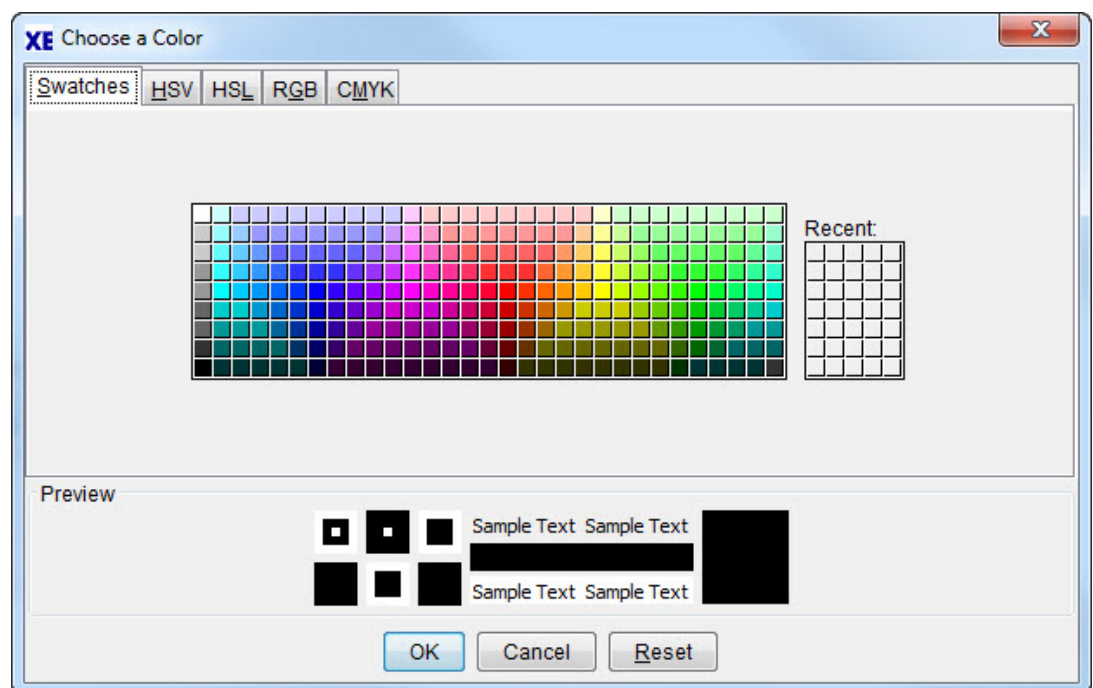 XE Choose a Color
X
Swatches HSV HSL RGB CMYK
Recent:
Preview
Sample Text Sample Text
Sample Text Sample Text
OK Cancel Reset